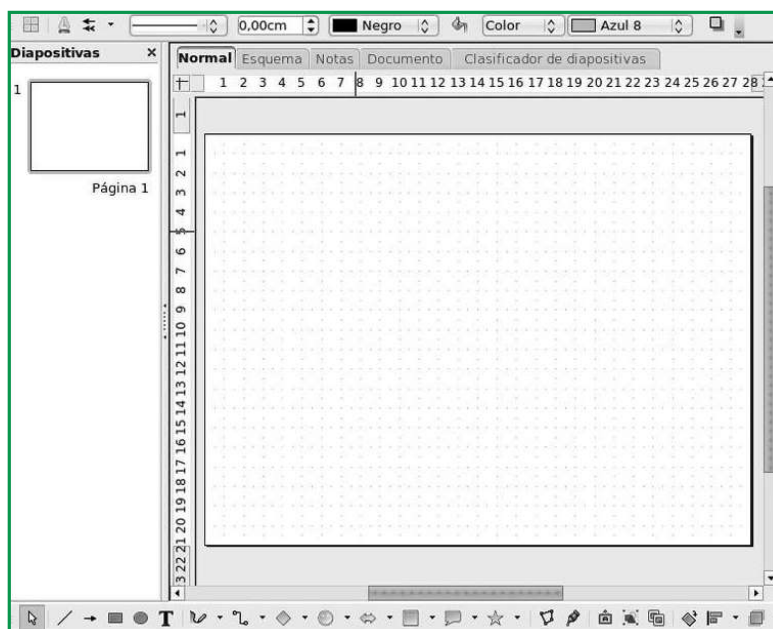 0,00cm Negro Color Azul 8
Diapositivas ×
Normal Esquema Notas Documento Clasificador de diapositivas
1 2 3 4 5 6 7 8 9 10 11 12 13 14 15 16 17 18 19 20 21 22 23 24 25 26 27 28
1
Página 1
1
1 2 3 4 5 6 7 8 9 10 11 12 13 14 15 16 17 18 19 20 21 22
T